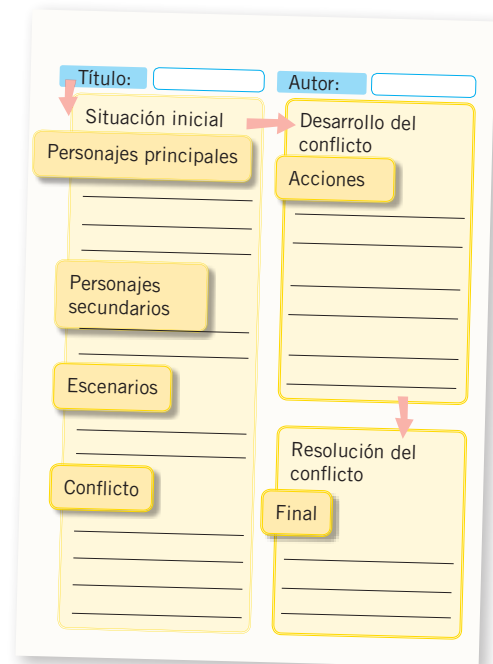 Título:
Autor:
Situación inicial
Personajes principales
Personajes
secundarios
Escenarios
Conflicto
Desarrollo del
conflicto
Acciones
Resolución del
conflicto
Final